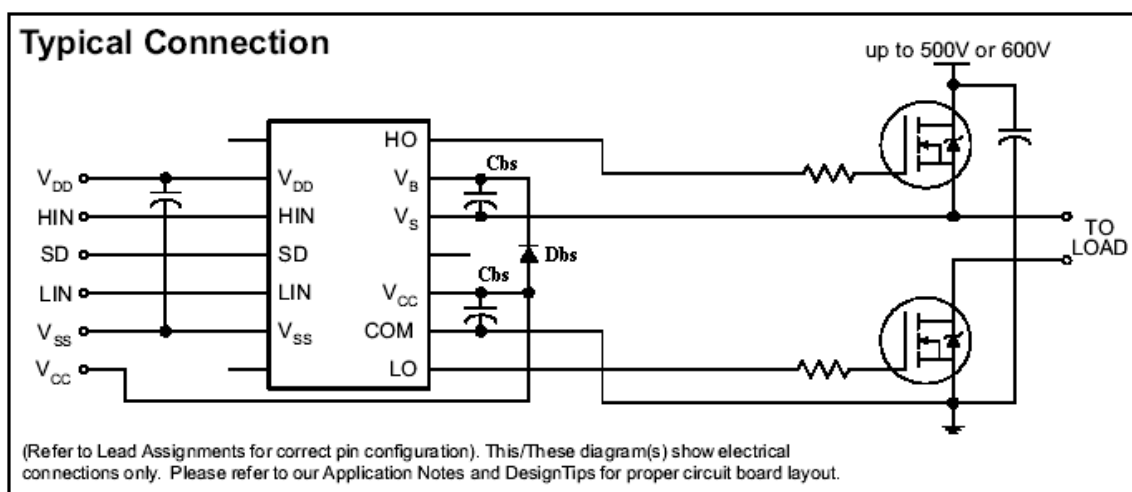 Typical Connection
up to 500V or 600V
HO
Cbs
VDD
VDD
VB
HIN
HIN
VS
TO
LOAD
SD
SD
Dbs
Cbs
LIN
LIN
VCC
VSS
VSS
COM
VCC
LO
(Refer to Lead Assignments for correct pin configuration). This/These diagram(s) show electrical
connections only. Please refer to our Application Notes and DesignTips for proper circuit board layout.